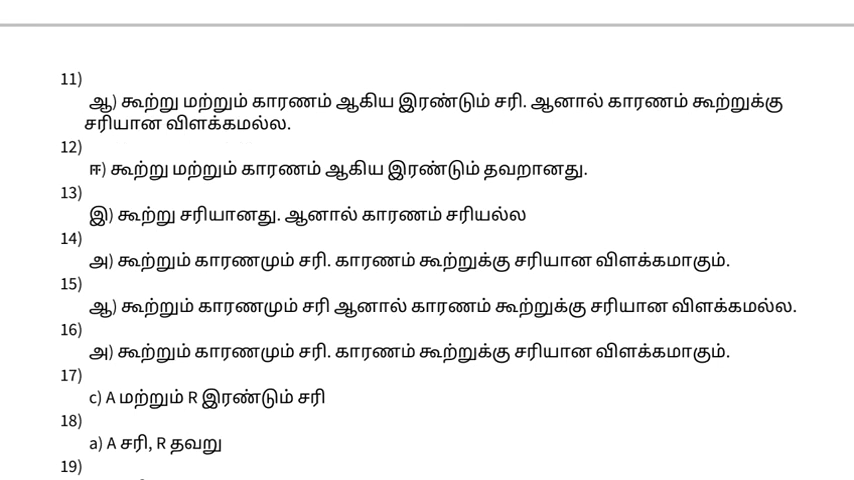 11)
ஆ) கூற்று மற்றும் காரணம் ஆகிய இரண்டும் சரி. ஆனால் காரணம் கூற்றுக்கு
சரியான விளக்கமல்ல.
12)
ஈ) கூற்று மற்றும் காரணம் ஆகிய இரண்டும் தவறானது.
13)
இ) கூற்று சரியானது. ஆனால் காரணம் சரியல்ல
14)
அ) கூற்றும் காரணமும் சரி. காரணம் கூற்றுக்கு சரியான விளக்கமாகும்.
15)
ஆ) கூற்றும் காரணமும் சரி ஆனால் காரணம் கூற்றுக்கு சரியான விளக்கமல்ல.
16)
அ) கூற்றும் காரணமும் சரி. காரணம் கூற்றுக்கு சரியான விளக்கமாகும்.
17)
c) A மற்றும் R இரண்டும் சரி
18)
a) A சரி, R தவறு
19)